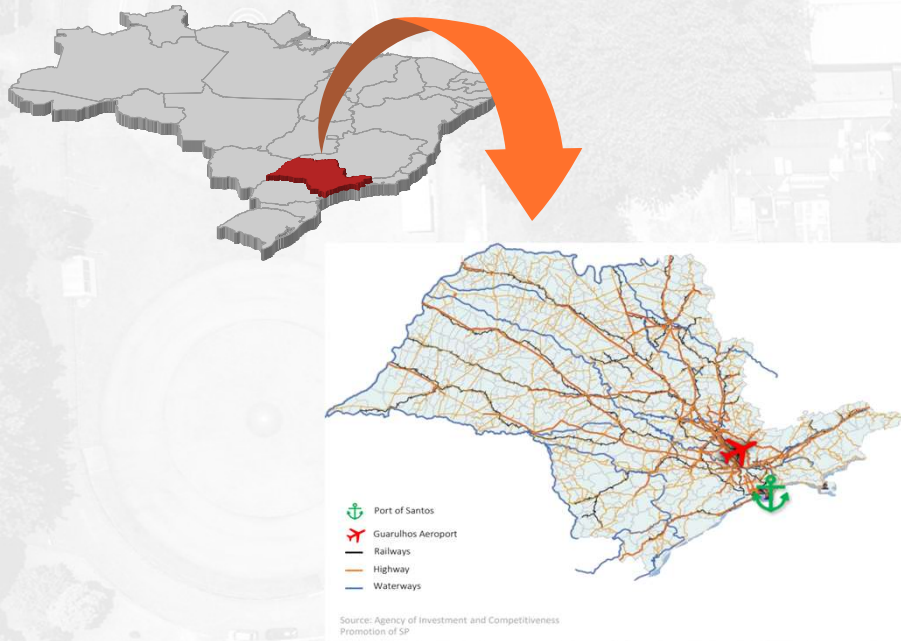 Port of Santos
Guarulhos Aeroport
Railways
Highway
Waterways
Source: Agency of Investment and Competitiveness
Promotion of SP